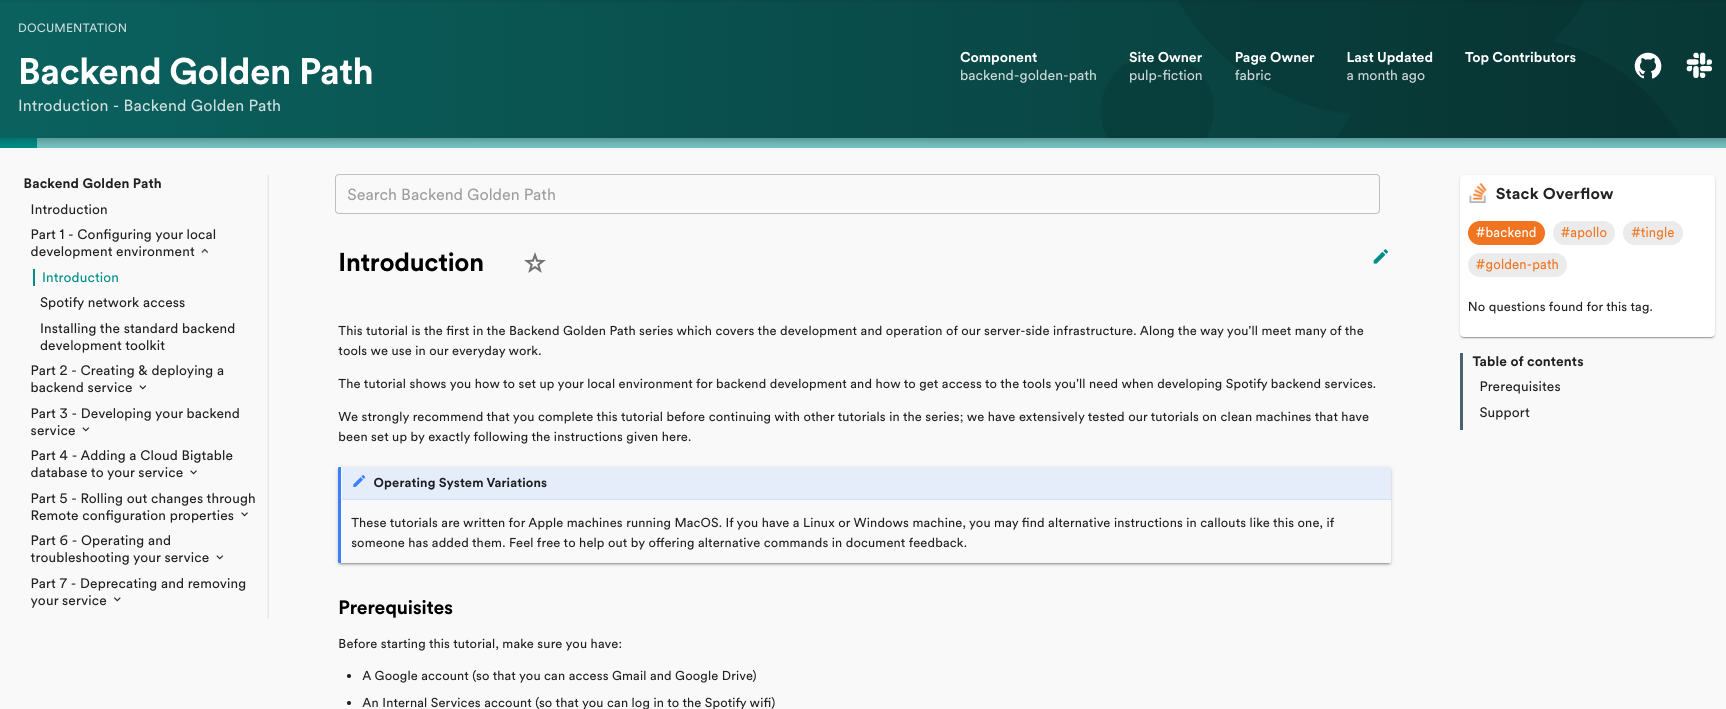 DOCUMENTATION
Backend Golden Path
Introduction - Backend Golden Path
Component
backend-golden-path
Site Owner
pulp-fiction
Page Owner
fabric
Last Updated
a month ago
Top Contributors
Backend Golden Path
Introduction
Part 1 - Configuring your local
development environment
Introduction
Spotify network access
Installing the standard backend
development toolkit
Part 2 - Creating & deploying a
backend service
Part 3 - Developing your backend
service
Part 4 - Adding a Cloud Bigtable
database to your service
Part 5 - Rolling out changes through
Remote configuration properties
Part 6 - Operating and
troubleshooting your service
Part 7 - Deprecating and removing
your service
Search Backend Golden Path
Introduction
This tutorial is the first in the Backend Golden Path series which covers the development and operation of our server-side infrastructure. Along the way you'll meet many of the
tools we use in our everyday work.
The tutorial shows you how to set up your local environment for backend development and how to get access to the tools you'll need when developing Spotify backend services.
We strongly recommend that you complete this tutorial before continuing with other tutorials in the series; we have extensively tested our tutorials on clean machines that have
been set up by exactly following the instructions given here.
Operating System Variations
These tutorials are written for Apple machines running MacOS. If you have a Linux or Windows machine, you may find alternative instructions in callouts like this one, if
someone has added them. Feel free to help out by offering alternative commands in document feedback.
Prerequisites
Before starting this tutorial, make sure you have:
• A Google account (so that you can access Gmail and Google Drive)
• An Internal Services account (so that you can log in to the Spotify wifi)
Stack Overflow
#backend #apollo #tingle
#golden-path
No questions found for this tag.
Table of contents
Prerequisites
Support